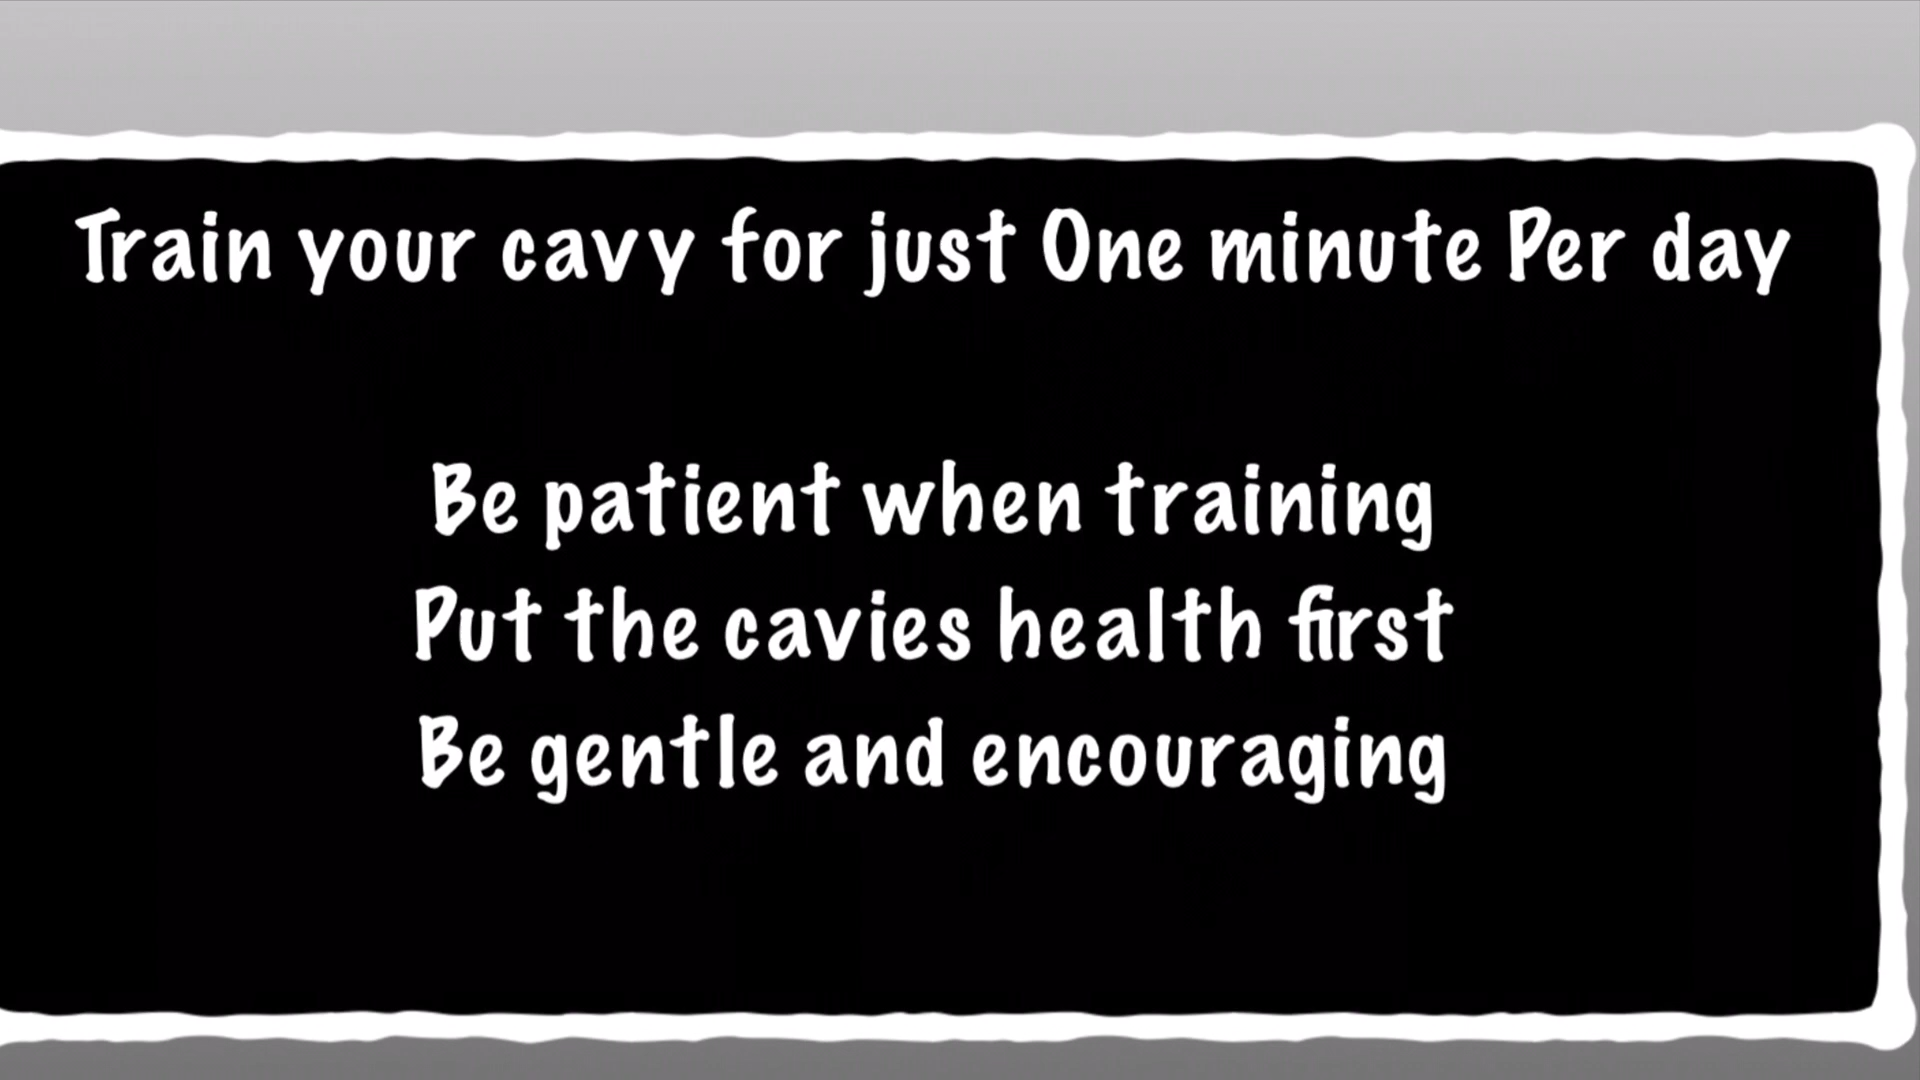 Train your cavy for just One minute Per day
Be patient when training
Put the cavies health first
Be gentle and encouraging